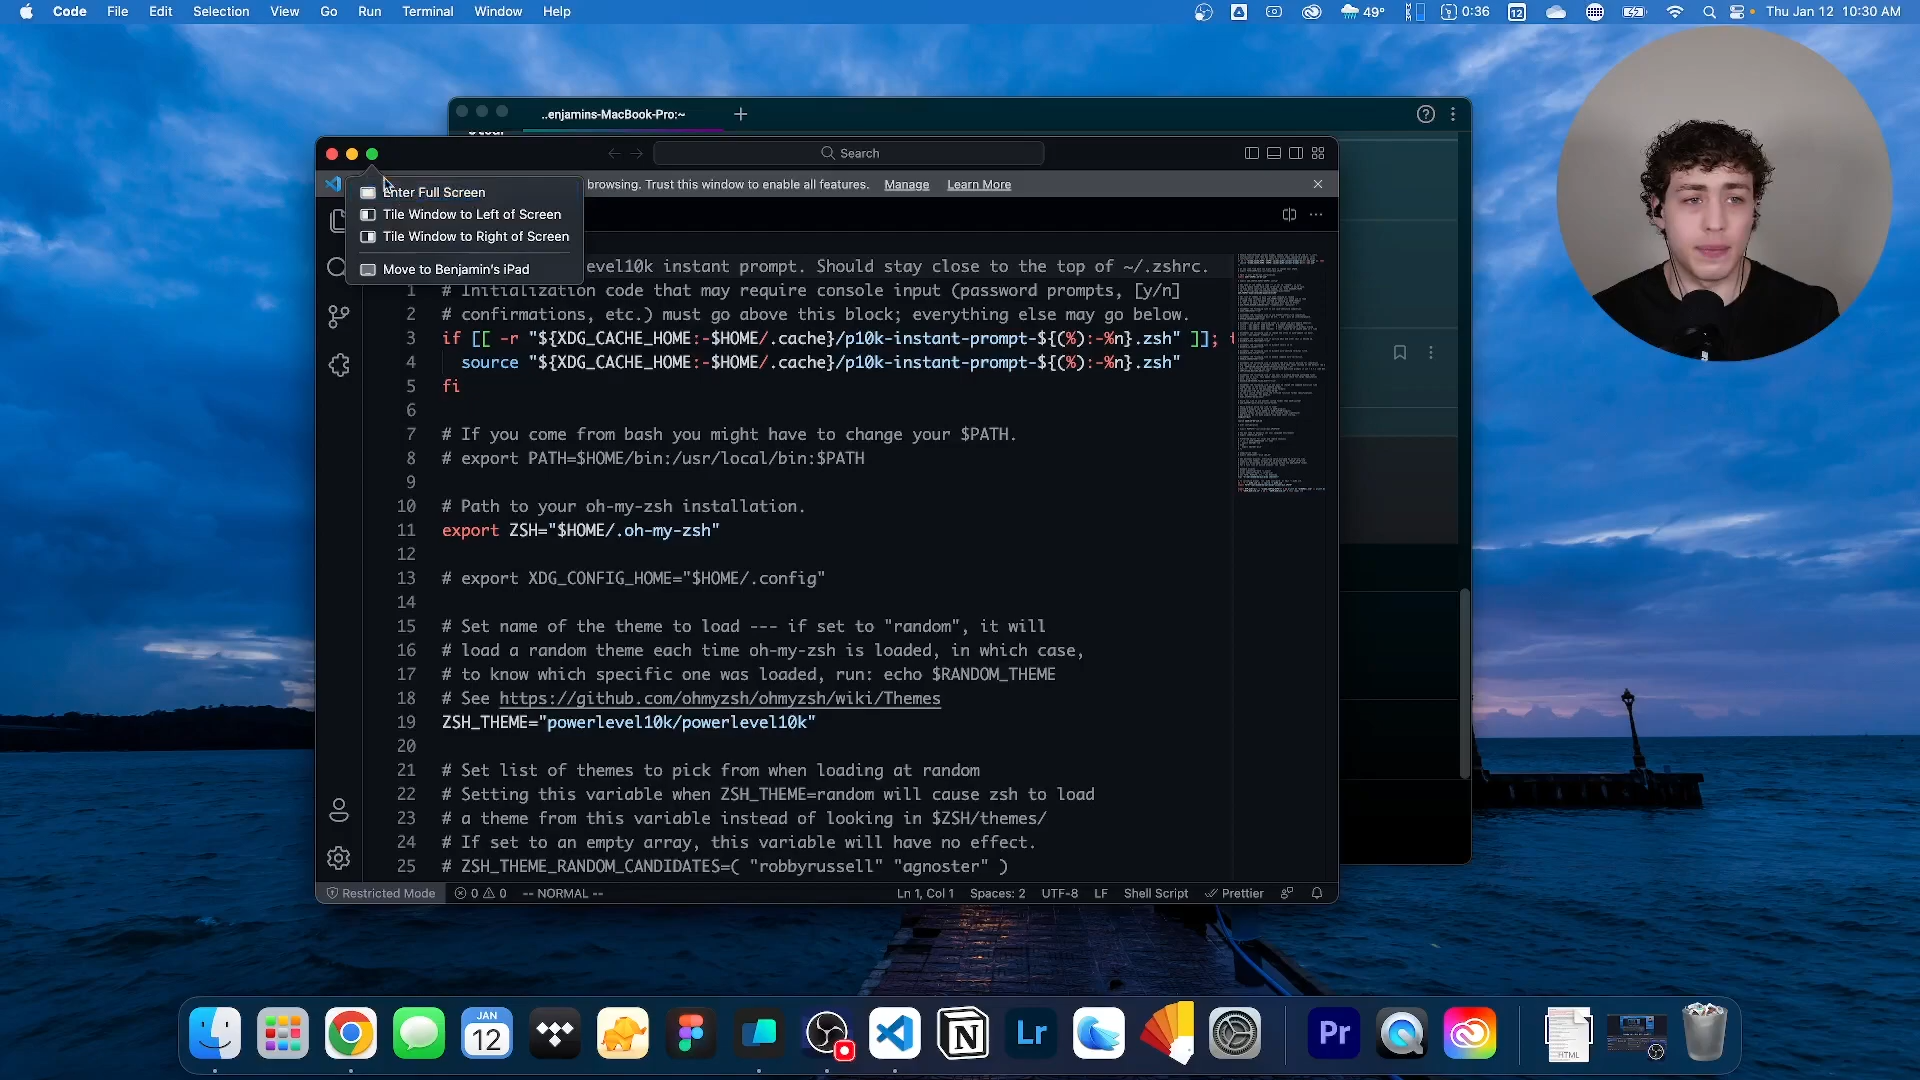 Code File Edit Selection View Go Run Terminal Window Help 49° 0:36 12 Thu Jan 12 10:30 AM
..enjamins-MacBook-Pro:~
Search
browsing. Trust this window to enable all features. Manage Learn More
Enter Full Screen
Tile Window to Left of Screen
Tile Window to Right of Screen
Move to Benjamin's iPad
evel10k instant prompt. Should stay close to the top of ~/.zshrc.
1 # Initialization code that may require console input (password prompts, [y/n]
2 # confirmations, etc.) must go above this block; everything else may go below.
3 if [[ -r "${XDG_CACHE_HOME:-$HOME/.cache}/p10k-instant-prompt-${(%):-%n}.zsh" ]]; t
4 source "${XDG_CACHE_HOME:-$HOME/.cache}/p10k-instant-prompt-${(%):-%n}.zsh"
5 fi
6
7 # If you come from bash you might have to change your $PATH.
8 # export PATH=$HOME/bin:/usr/local/bin:$PATH
9
10 # Path to your oh-my-zsh installation.
11 export ZSH="$HOME/.oh-my-zsh"
12
13 # export XDG_CONFIG_HOME="$HOME/.config"
14
15 # Set name of the theme to load --- if set to "random", it will
16 # load a random theme each time oh-my-zsh is loaded, in which case,
17 # to know which specific one was loaded, run: echo $RANDOM_THEME
18 # See https://github.com/ohmyzsh/ohmyzsh/wiki/Themes
19 ZSH_THEME="powerlevel10k/powerlevel10k"
20
21 # Set list of themes to pick from when loading at random
22 # Setting this variable when ZSH_THEME=random will cause zsh to load
23 # a theme from this variable instead of looking in $ZSH/themes/
24 # If set to an empty array, this variable will have no effect.
25 # ZSH_THEME_RANDOM_CANDIDATES=( "robbyrussell" "agnoster" )
Restricted Mode 0 0 -- NORMAL -- Ln 1, Col 1 Spaces: 2 UTF-8 LF Shell Script Prettier
JAN
12
N
Lr
Pr
HTML